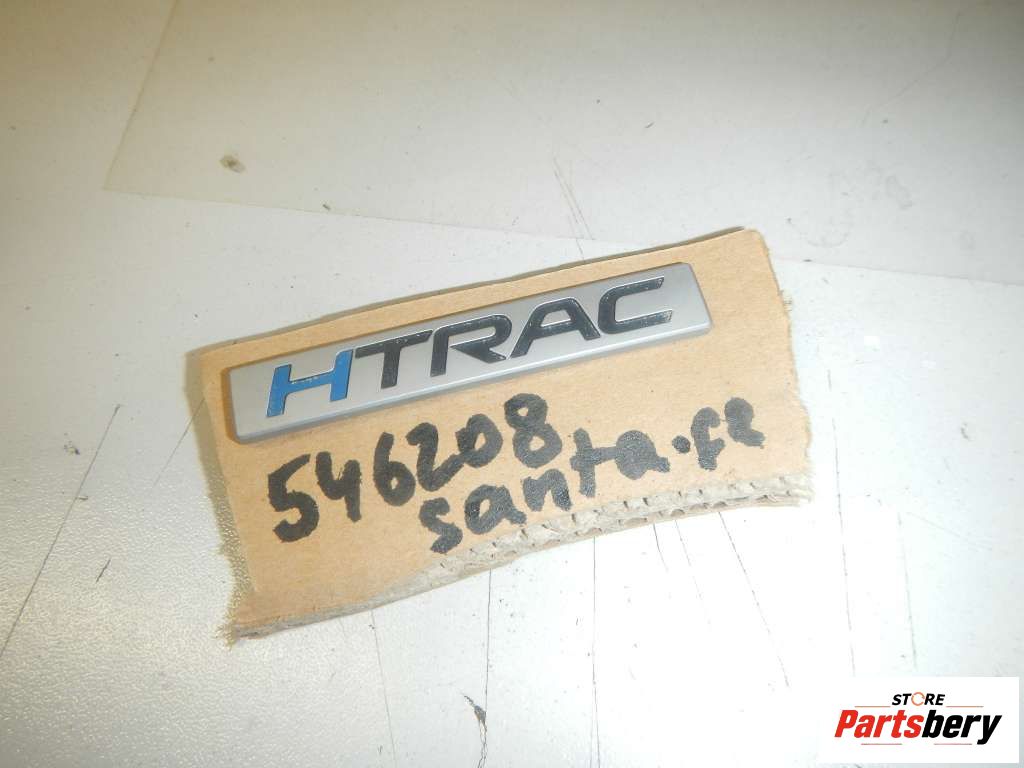 HTRAC
546208
santa.fe
STORE
Partsbery